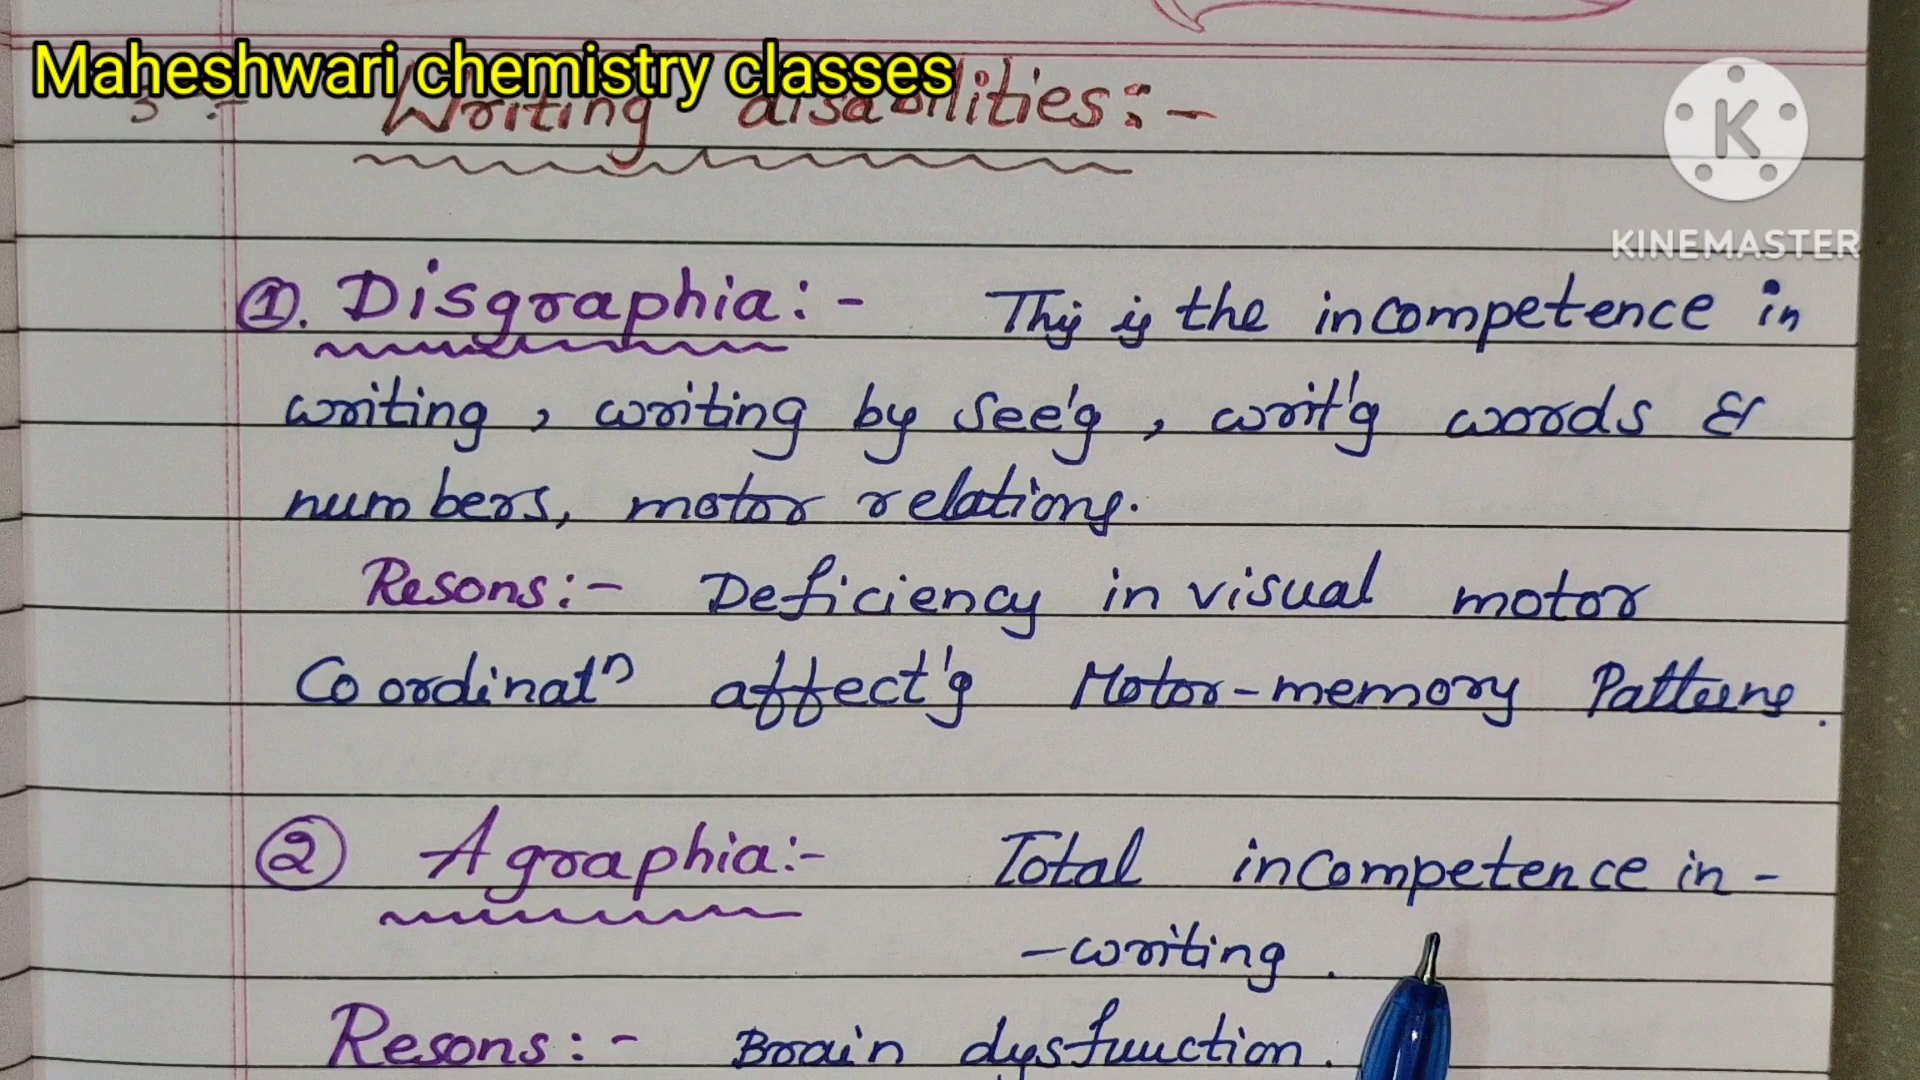 Maheshwari chemistry classes
3 :- Writing disabilities:-
K
KINEMASTER
①. Disgraphia:- This is the incompetence in
writing, writing by see'g, writ'g words &
numbers, motor relations.
Resons:- Deficiency in visual motor
Coordinatⁿ affect'g Motor-memory Patterns.
② Agraphia:- Total incompetence in -
-writing.
Resons:- Brain dysfunction.